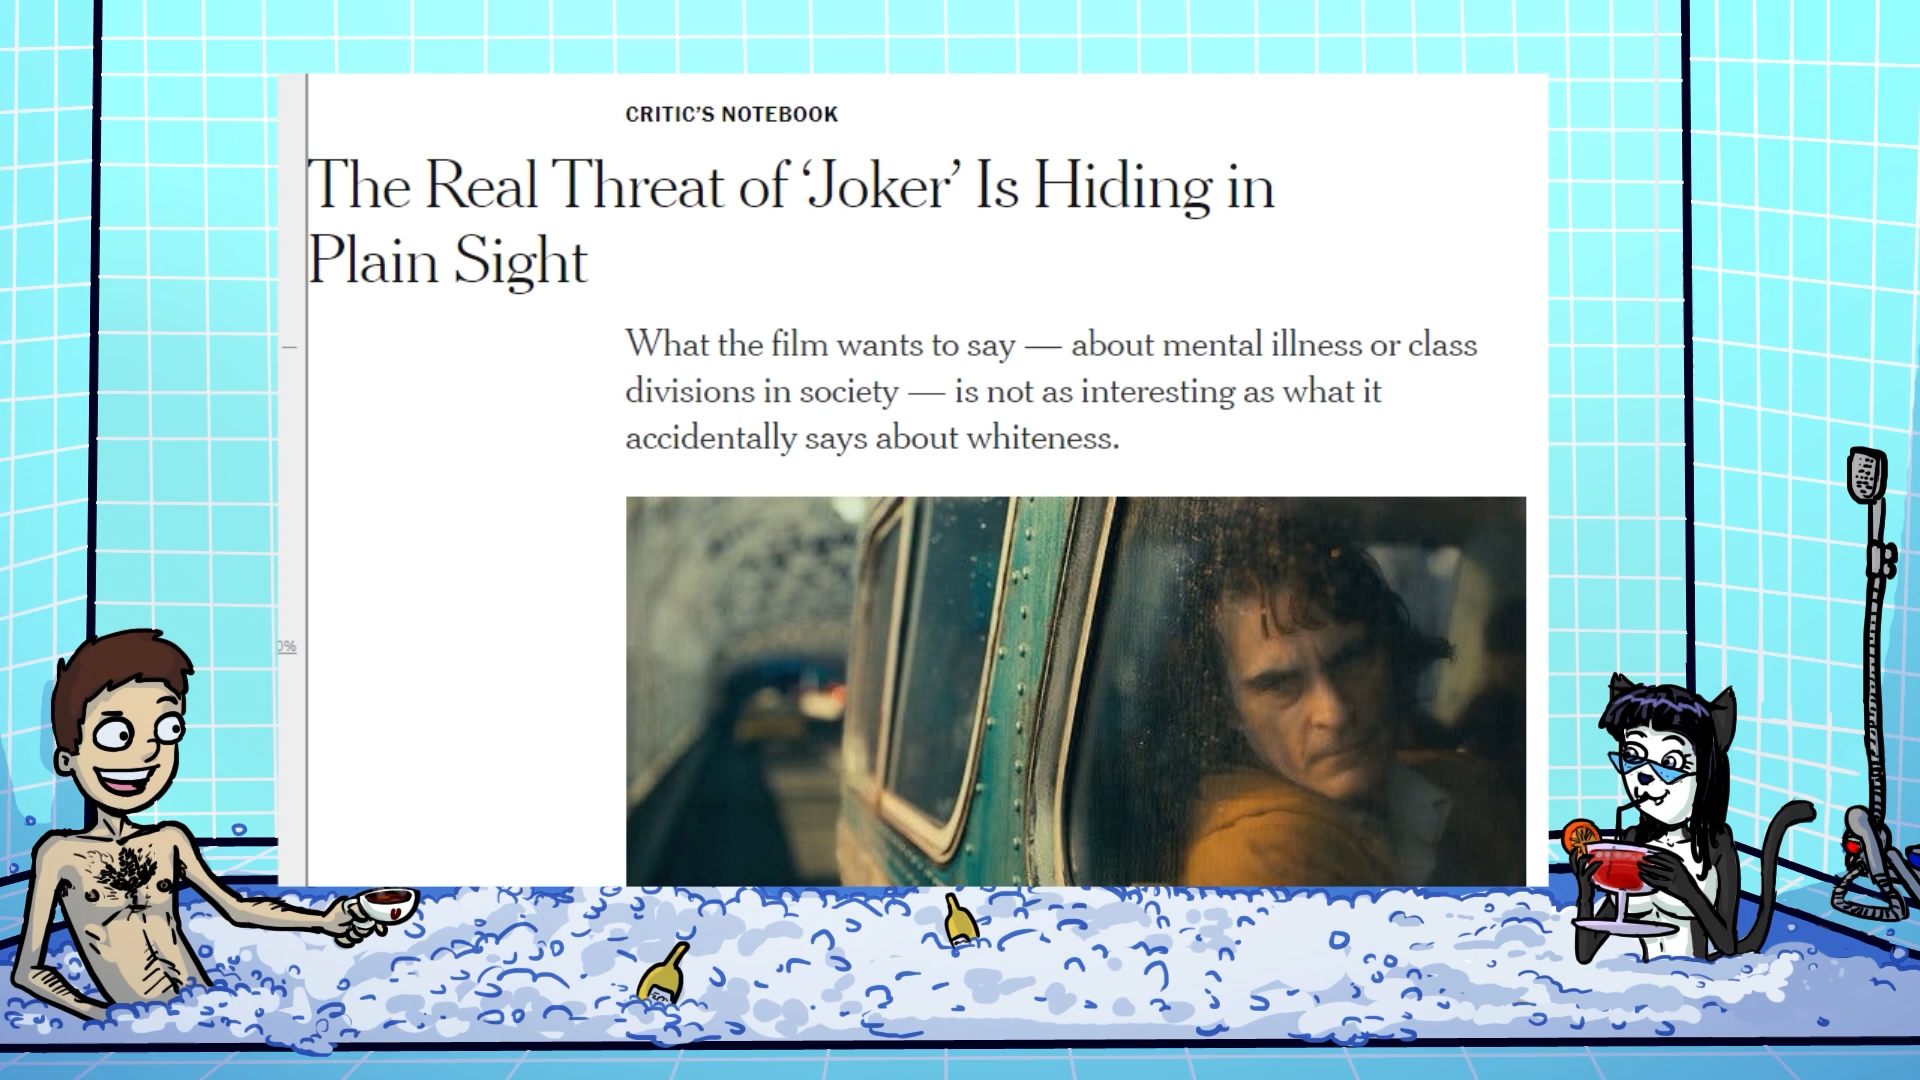 CRITIC’S NOTEBOOK
The Real Threat of ‘Joker’ Is Hiding in
Plain Sight
What the film wants to say — about mental illness or class
divisions in society — is not as interesting as what it
accidentally says about whiteness.
0%